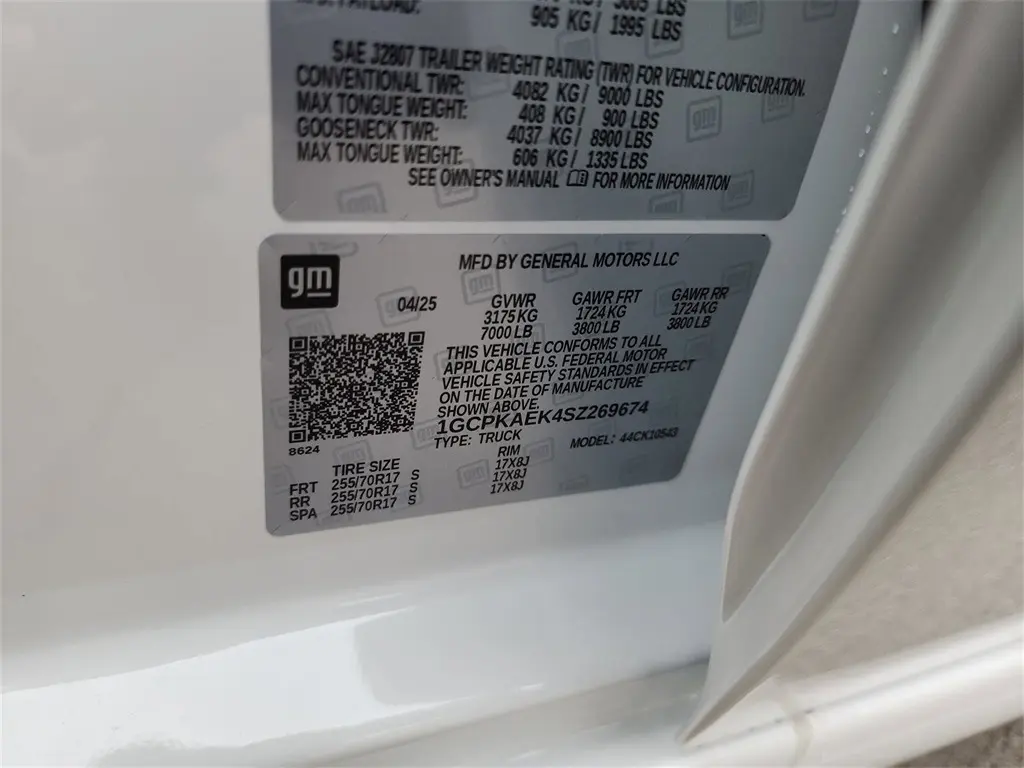 905 KG/ 1995 LBS
SAE J2807 TRAILER WEIGHT RATING (TWR) FOR VEHICLE CONFIGURATION.
CONVENTIONAL TWR: 4082 KG/ 9000 LBS
MAX TONGUE WEIGHT: 408 KG/ 900 LBS
GOOSENECK TWR: 4037 KG/ 8900 LBS
MAX TONGUE WEIGHT: 606 KG/ 1335 LBS
SEE OWNER'S MANUAL FOR MORE INFORMATION
gm
MFD BY GENERAL MOTORS LLC
04/25 GVWR GAWR FRT GAWR RR
3175 KG 1724 KG 1724 KG
7000 LB 3800 LB 3800 LB
THIS VEHICLE CONFORMS TO ALL
APPLICABLE U.S. FEDERAL MOTOR
VEHICLE SAFETY STANDARDS IN EFFECT
ON THE DATE OF MANUFACTURE
SHOWN ABOVE.
1GCPKAEK4SZ269674
8624 TYPE: TRUCK MODEL: 44CK10543
TIRE SIZE RIM
FRT 255/70R17 S 17X8J
RR 255/70R17 S 17X8J
SPA 255/70R17 S 17X8J